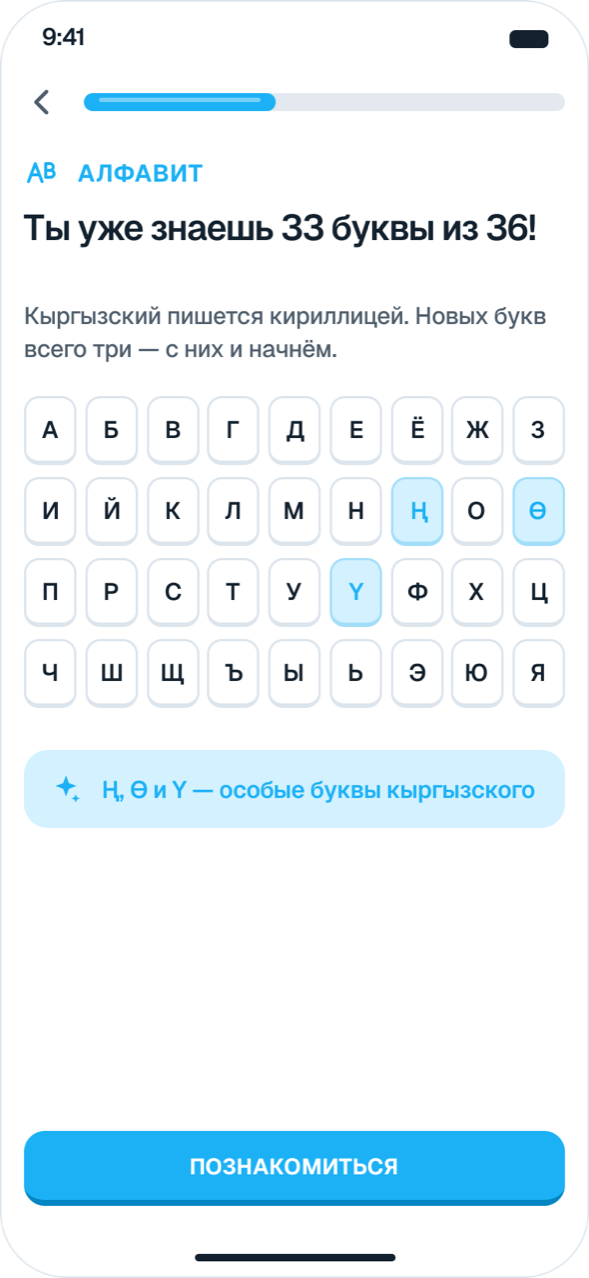 9:41
АВ АЛФАВИТ
Ты уже знаешь 33 буквы из 36!
Кыргызский пишется кириллицей. Новых букв
всего три — с них и начнём.
А Б В Г Д Е Ё Ж З
И Й К Л М Н Ң О Ө
П Р С Т У Ү Ф Х Ц
Ч Ш Щ Ъ Ы Ь Э Ю Я
Ң, Ө и Ү — особые буквы кыргызского
ПОЗНАКОМИТЬСЯ